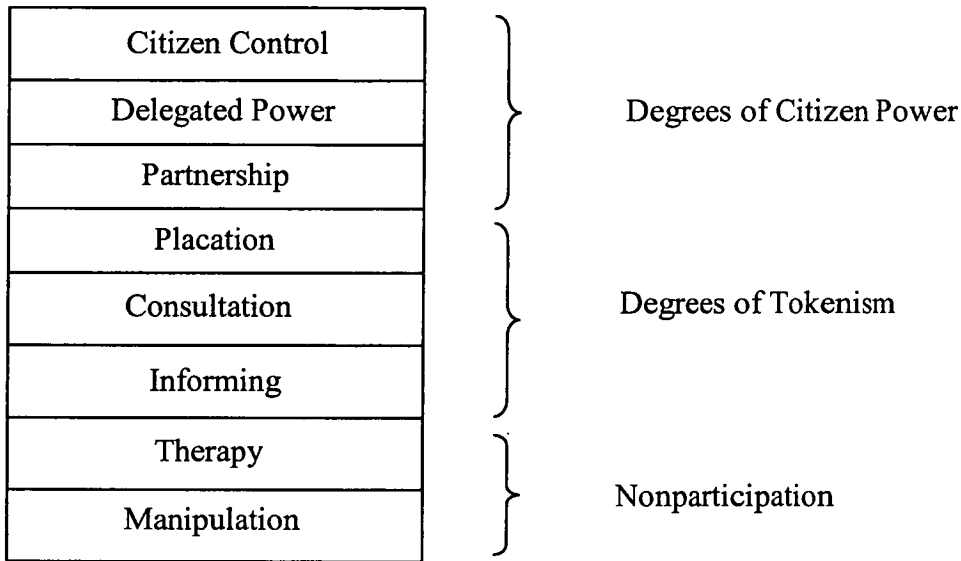 Citizen Control
Delegated Power
Partnership
Degrees of Citizen Power
Placation
Consultation
Informing
Degrees of Tokenism
Therapy
Manipulation
Nonparticipation